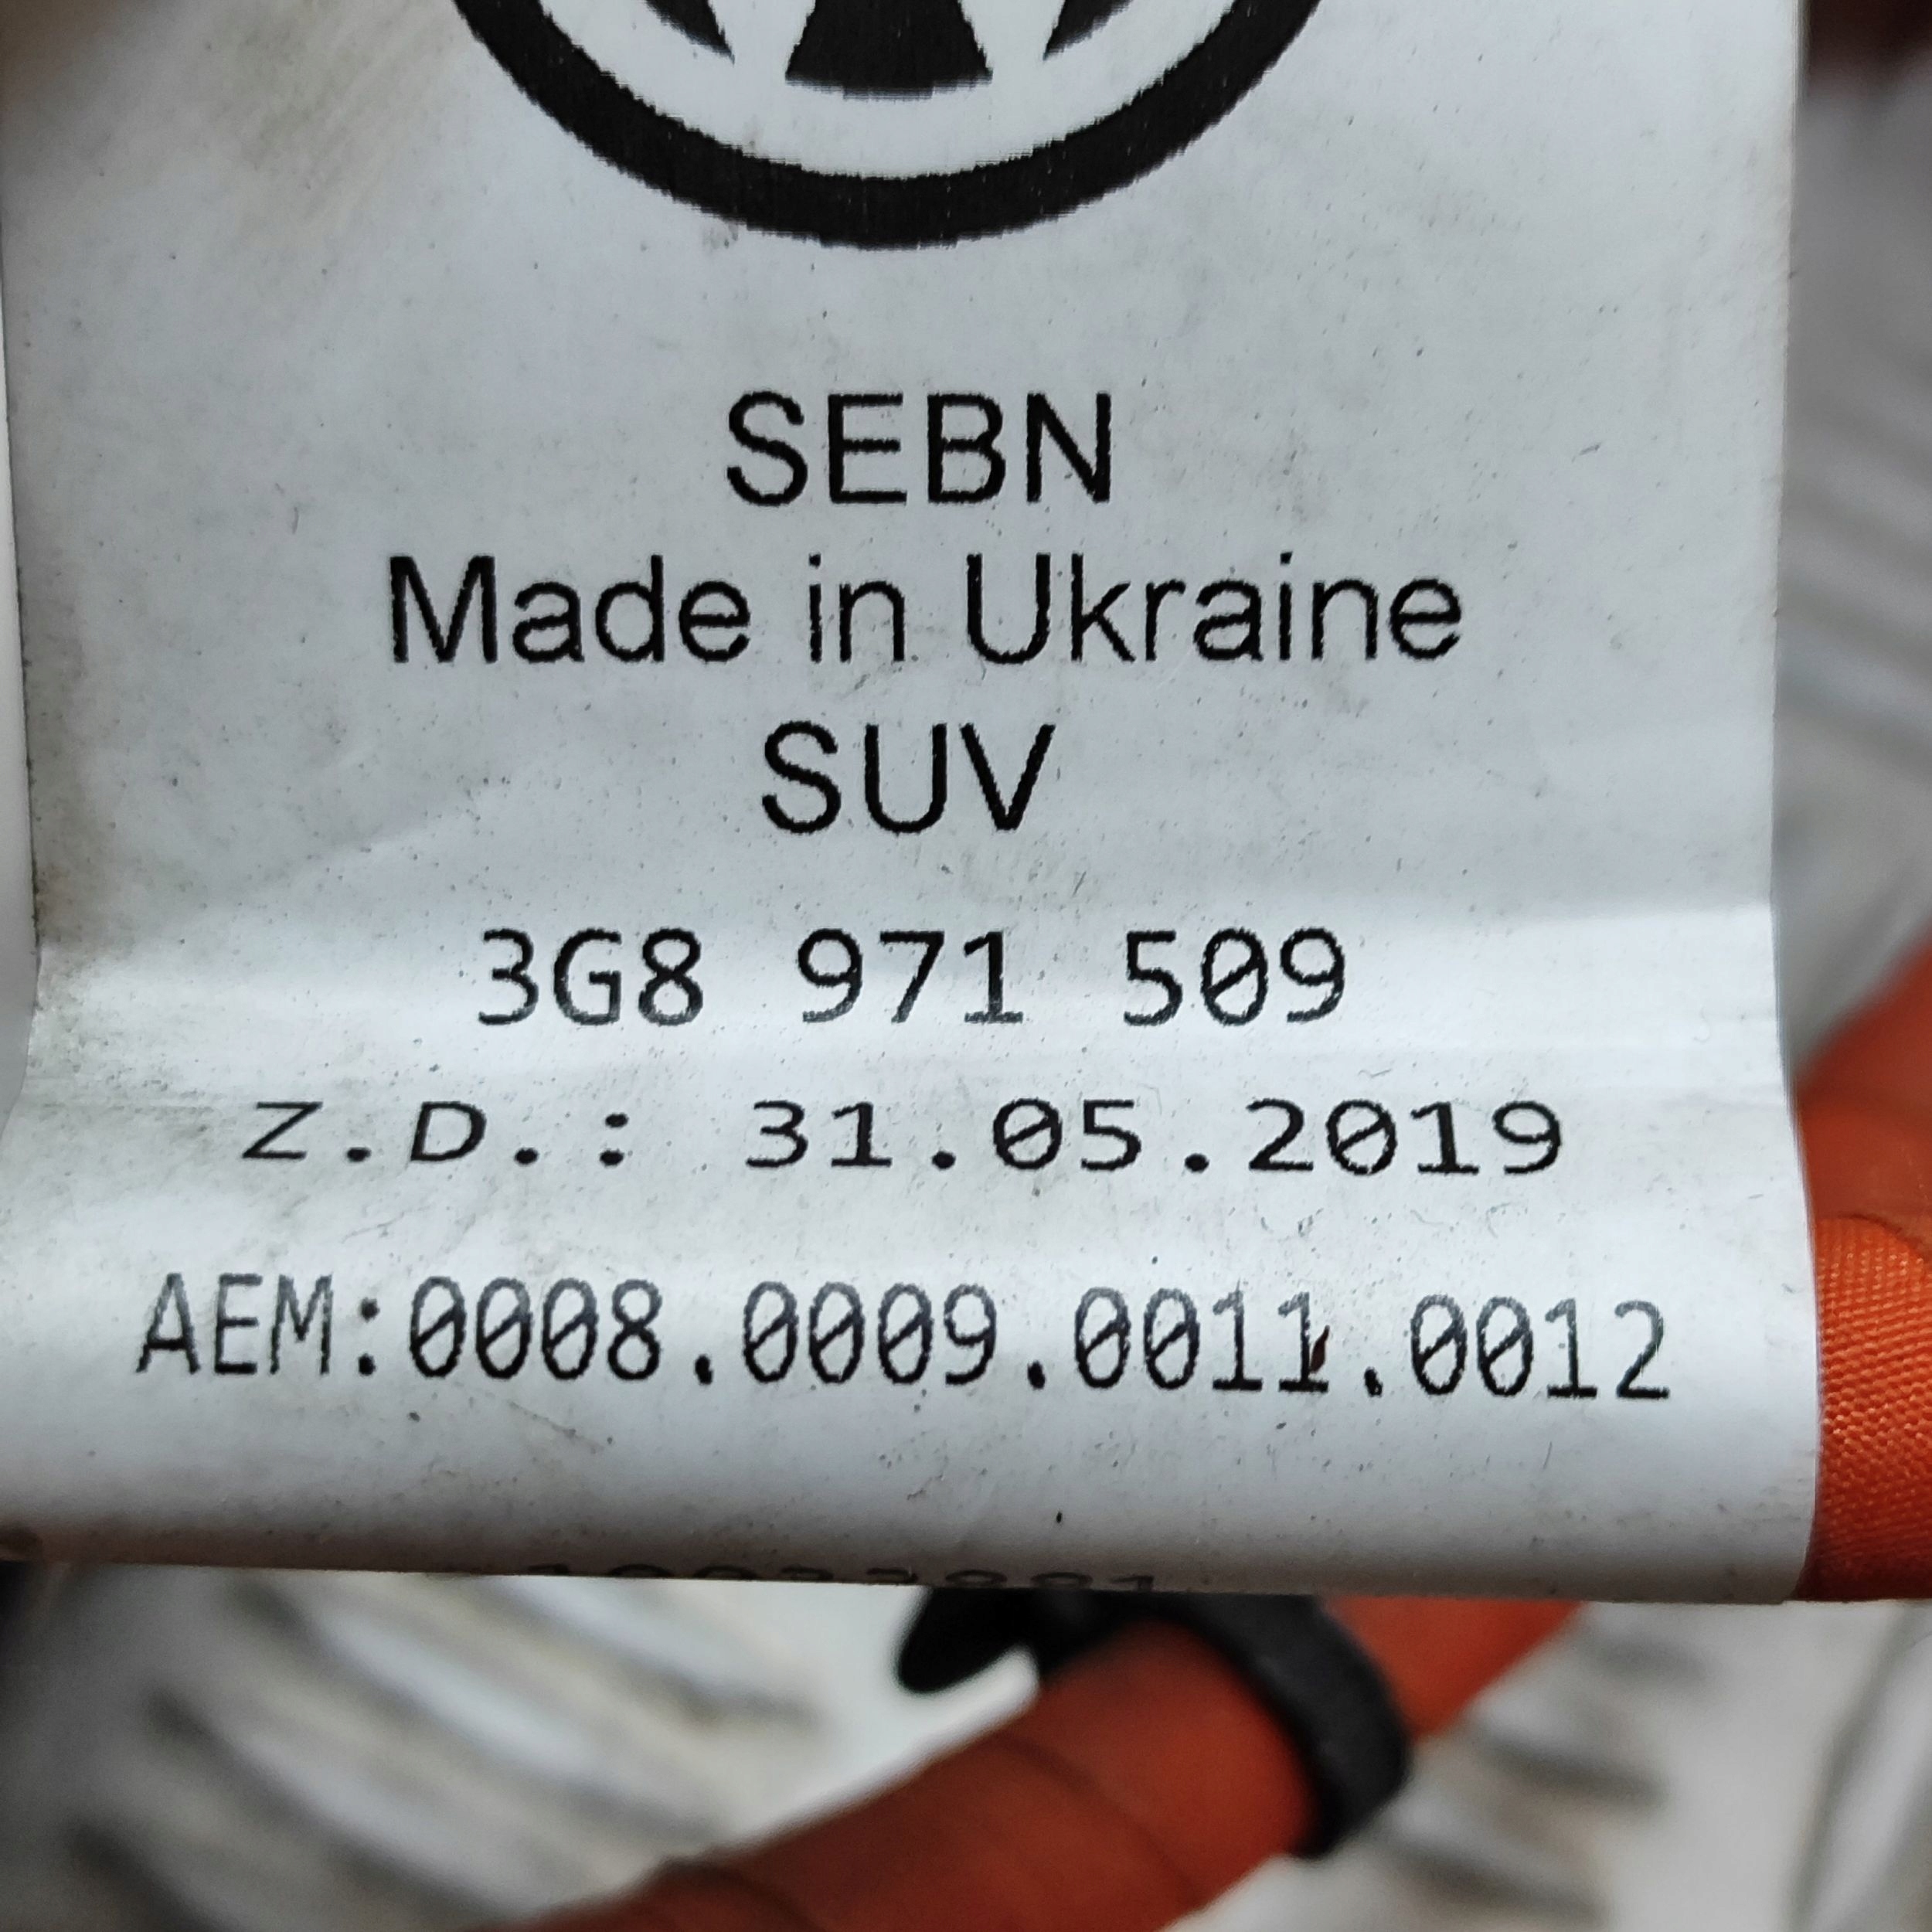 SEBN
Made in Ukraine
SUV
3G8 971 509
Z.D.: 31.05.2019
AEM:0008.0009.0011.0012